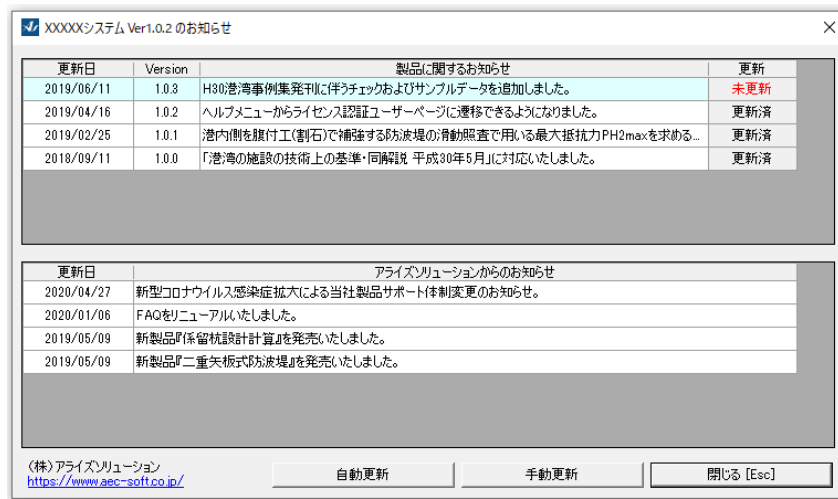 XXXXXシステム Ver1.0.2 のお知らせ
更新日 Version 製品に関するお知らせ 更新
2019/06/11 1.0.3 H30港湾事例集発刊に伴うチェックおよびサンプルデータを追加しました。 未更新
2019/04/16 1.0.2 ヘルプメニューからライセンス認証ユーザーページに遷移できるようになりました。 更新済
2019/02/25 1.0.1 港内側を腹付工(割石)で補強する防波堤の滑動照査で用いる最大抵抗力PH2maxを求める... 更新済
2018/09/11 1.0.0 「港湾の施設の技術上の基準・同解説 平成30年5月」に対応いたしました。 更新済
更新日 アライズソリューションからのお知らせ
2020/04/27 新型コロナウイルス感染症拡大による当社製品サポート体制変更のお知らせ。
2020/01/06 FAQをリニューアルいたしました。
2019/05/09 新製品『係留杭設計計算』を発売いたしました。
2019/05/09 新製品『二重矢板式防波堤』を発売いたしました。
(株)アライズソリューション
https://www.aec-soft.co.jp/
自動更新 手動更新 閉じる [Esc]